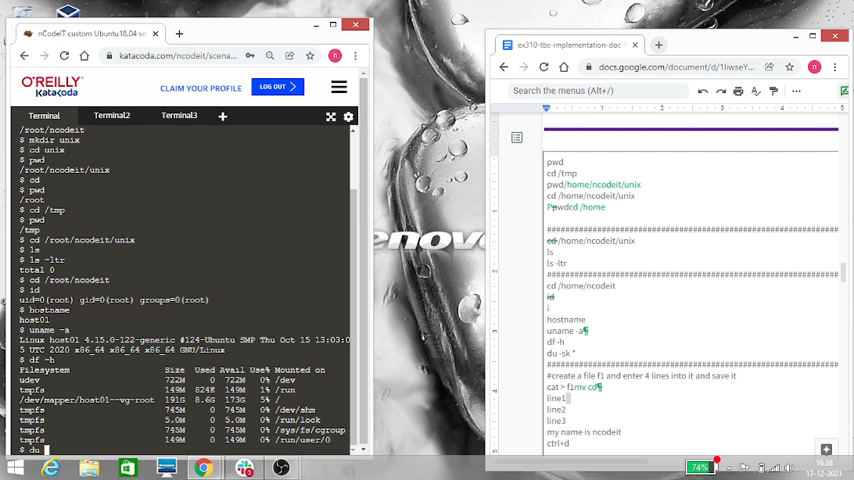 nCodeIT custom Ubuntu18.04 se
katacoda.com/ncodeit/scena
O'REILLY
Katacoda
CLAIM YOUR PROFILE
LOG OUT
Terminal
Terminal2
Terminal3
/root/ncodeit
$ mkdir unix
$ cd unix
$ pwd
/root/ncodeit/unix
$ cd
$ pwd
/root
$ cd /tmp
$ pwd
/tmp
$ cd /root/ncodeit/unix
$ ls
$ ls -ltr
total 0
$ cd /root/ncodeit
$ id
uid=0(root) gid=0(root) groups=0(root)
$ hostname
host01
$ uname -a
Linux host01 4.15.0-122-generic #124-Ubuntu SMP Thu Oct 15 13:03:0
5 UTC 2020 x86_64 x86_64 x86_64 GNU/Linux
$ df -h
Filesystem Size Used Avail Use% Mounted on
udev 722M 0 722M 0% /dev
tmpfs 149M 824K 149M 1% /run
/dev/mapper/host01--vg-root 191G 8.6G 173G 5% /
tmpfs 745M 0 745M 0% /dev/shm
tmpfs 5.0M 0 5.0M 0% /run/lock
tmpfs 745M 0 745M 0% /sys/fs/cgroup
tmpfs 149M 0 149M 0% /run/user/0
$ du
ex310-tbs-implementation-doc-
docs.google.com/document/d/1IiwseY
Search the menus (Alt+/)
pwd
cd /tmp
pwd/home/ncodeit/unix
cd /home/ncodeit/unix
Ppwdcd /home
##################################################
cd /home/ncodeit/unix
ls
ls -ltr
##################################################
cd /home/ncodeit
id
i
hostname
uname -a¶
df -h
du -sk *
##################################################
#create a file f1 and enter 4 lines into it and save it
cat > f1mv cd¶
line1
line2
line3
my name is ncodeit
ctrl+d
lenovo
74%
16:38
17-12-2021